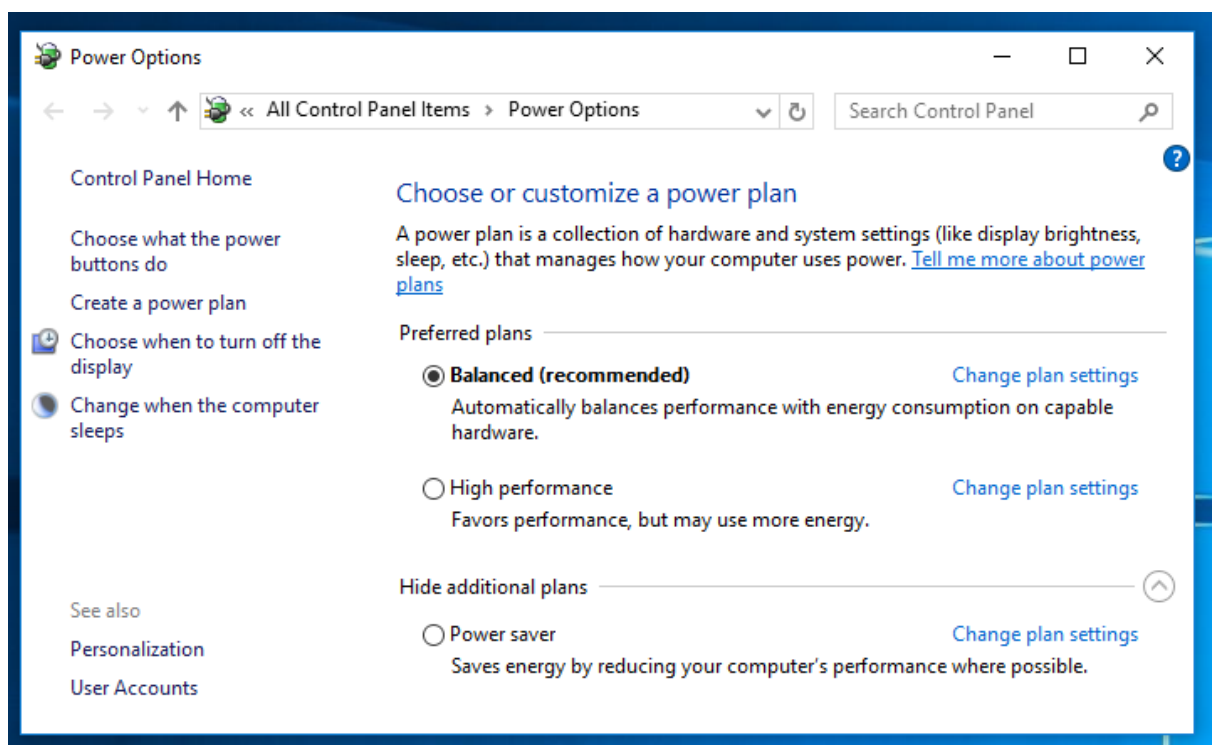 Power Options
« All Control Panel Items > Power Options
Search Control Panel
Control Panel Home
Choose what the power
buttons do
Create a power plan
Choose when to turn off the
display
Change when the computer
sleeps
See also
Personalization
User Accounts
?
Choose or customize a power plan
A power plan is a collection of hardware and system settings (like display brightness,
sleep, etc.) that manages how your computer uses power. Tell me more about power
plans
Preferred plans
Balanced (recommended) Change plan settings
Automatically balances performance with energy consumption on capable
hardware.
High performance Change plan settings
Favors performance, but may use more energy.
Hide additional plans
Power saver Change plan settings
Saves energy by reducing your computer's performance where possible.